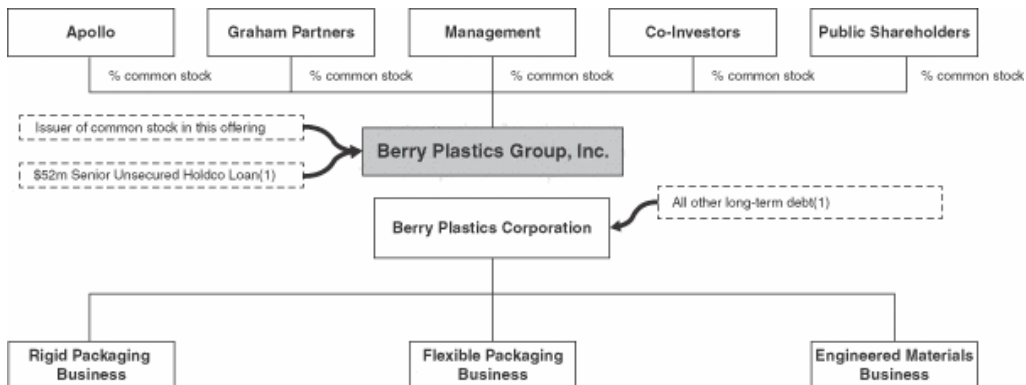 Apollo
Graham Partners
Management
Co-Investors
Public Shareholders
% common stock
% common stock
% common stock
% common stock
% common stock
Issuer of common stock in this offering
Berry Plastics Group, Inc.
$52m Senior Unsecured Holdco Loan(1)
All other long-term debt(1)
Berry Plastics Corporation
Rigid Packaging
Business
Flexible Packaging
Business
Engineered Materials
Business